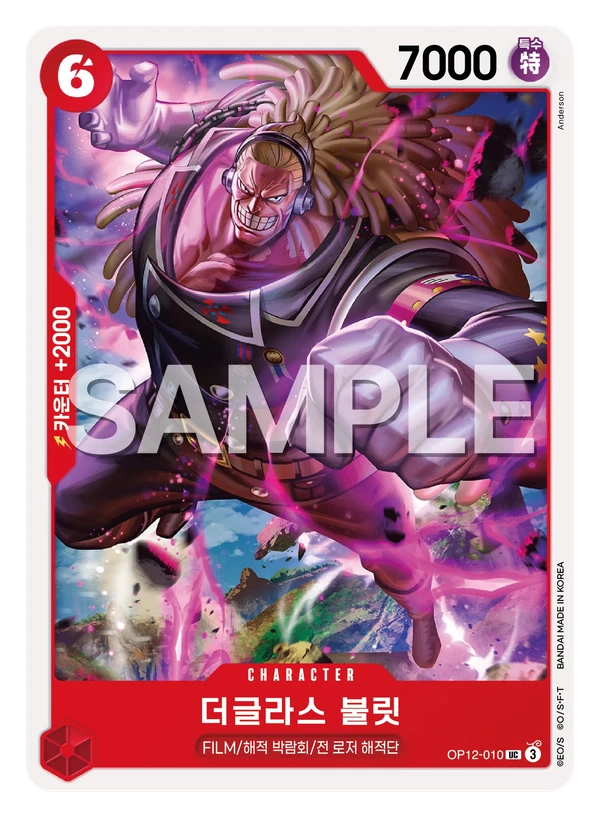 6
7000
특수
特
Anderson
카운터 +2000
SAMPLE
CHARACTER
더글라스 불릿
FILM/해적 박람회/전 로저 해적단
OP12-010 UC 3
©EO/S ©O/S·F·T BANDAI MADE IN KOREA